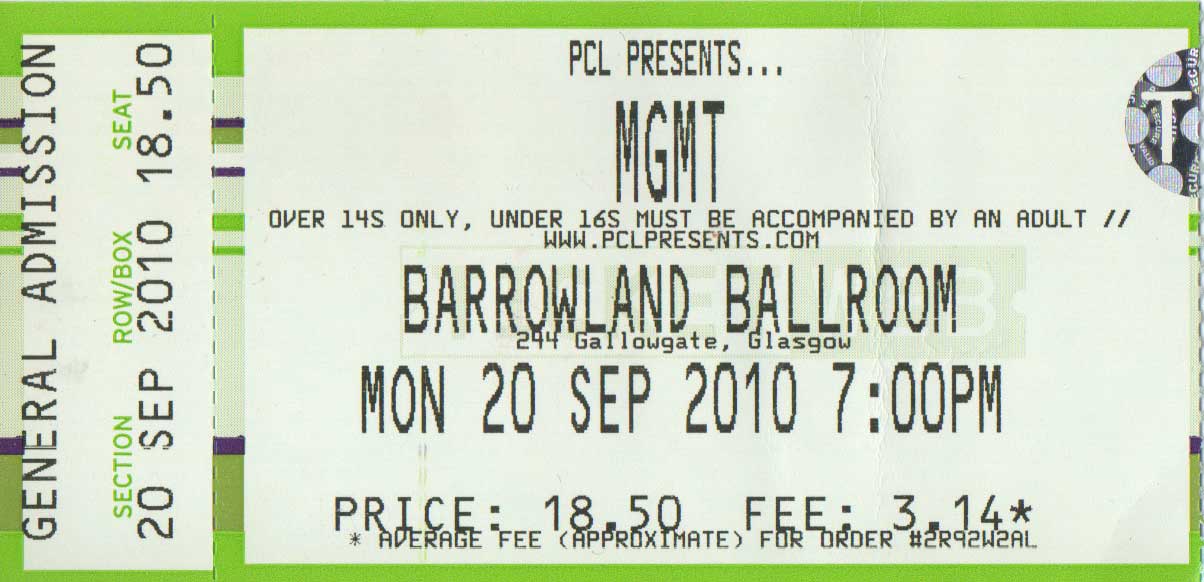 GENERAL ADMISSION
SECTION ROW/BOX SEAT
20 SEP 2010 18.50
PCL PRESENTS...
MGMT
OVER 14S ONLY, UNDER 16S MUST BE ACCOMPANIED BY AN ADULT //
WWW.PCLPRESENTS.COM
BARROWLAND BALLROOM
244 Gallowgate, Glasgow
MON 20 SEP 2010 7:00PM
PRICE: 18.50 FEE: 3.14*
* AVERAGE FEE (APPROXIMATE) FOR ORDER #2R92W2AL
T
VALID